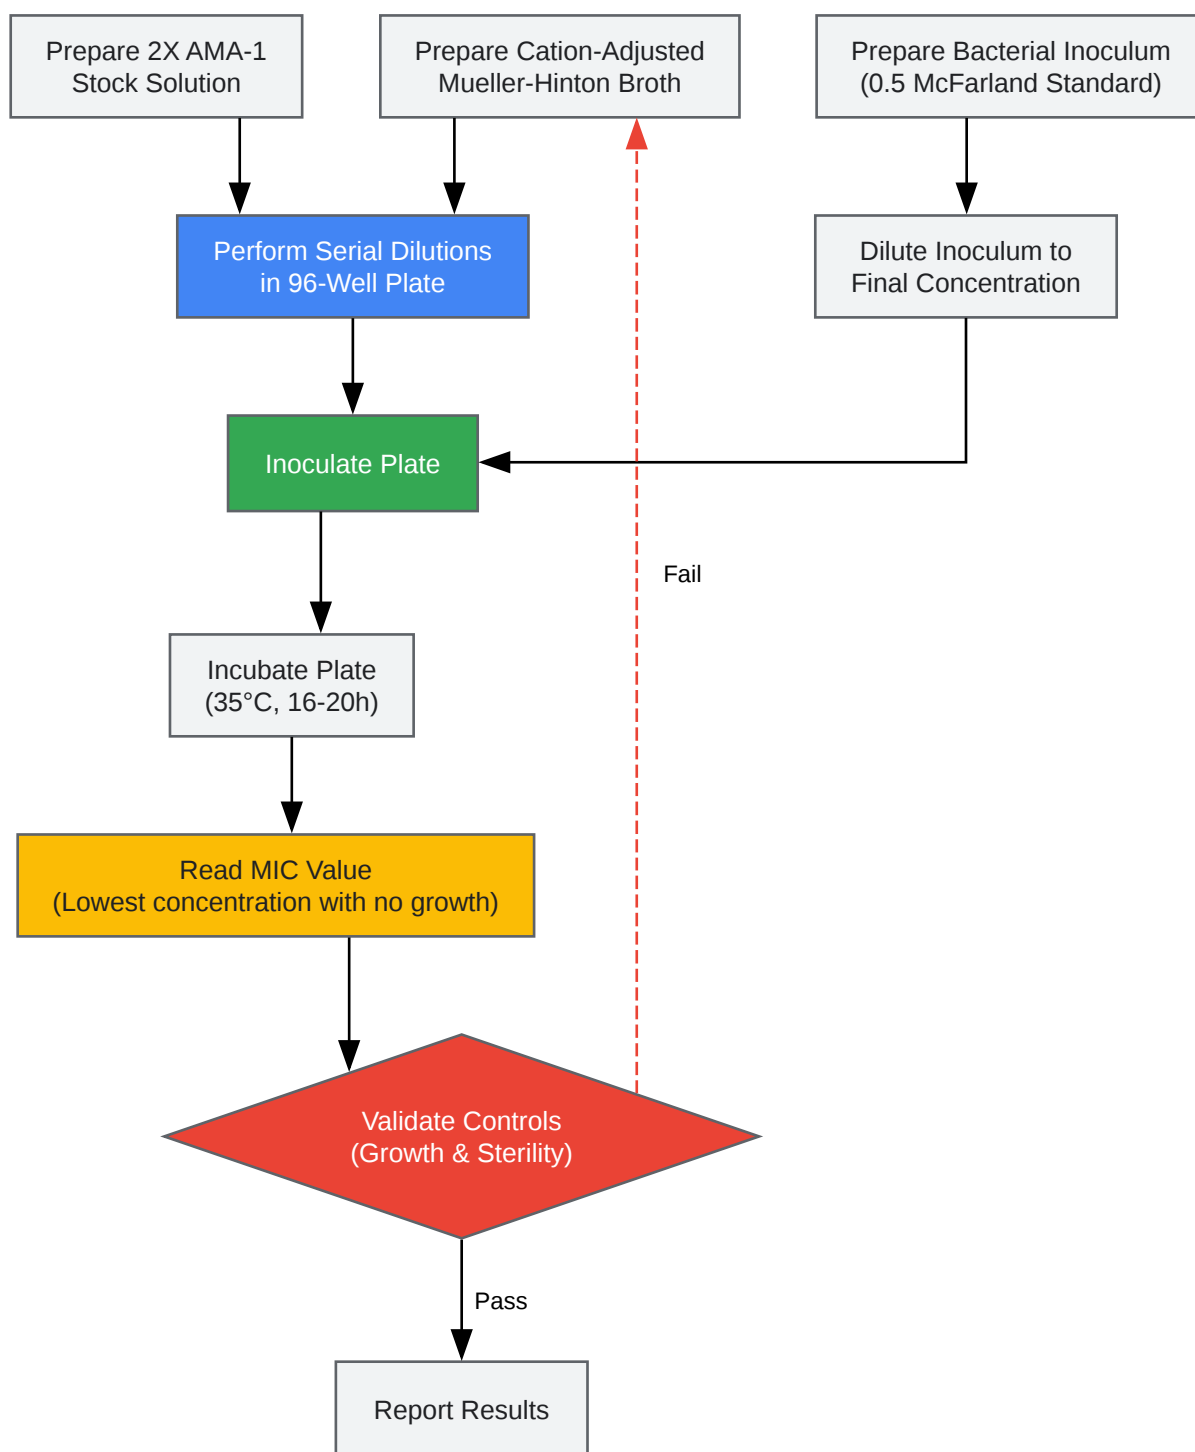 Prepare 2X AMA-1
Stock Solution
Prepare Cation-Adjusted
Mueller-Hinton Broth
Prepare Bacterial Inoculum
(0.5 McFarland Standard)
Perform Serial Dilutions
in 96-Well Plate
Dilute Inoculum to
Final Concentration
Inoculate Plate
Fail
Incubate Plate
(35°C, 16-20h)
Read MIC Value
(Lowest concentration with no growth)
Validate Controls
(Growth & Sterility)
Pass
Report Results